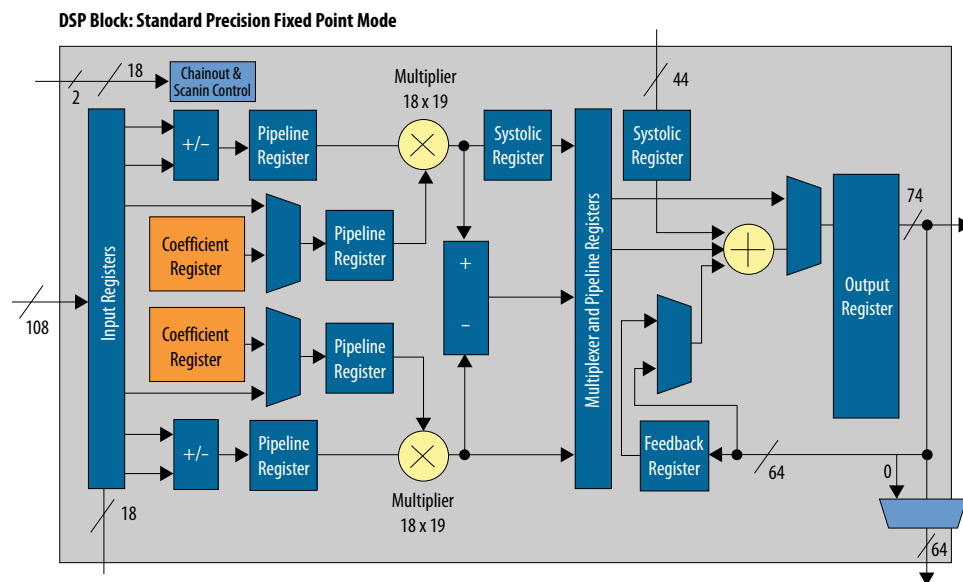 DSP Block: Standard Precision Fixed Point Mode
18
2
Chainout &
Scanin Control
Multiplier
18 x 19
44
Input Registers
+/–
Pipeline
Register
Systolic
Register
Systolic
Register
74
Coefficient
Register
Pipeline
Register
+
–
Multiplexer and Pipeline Registers
Output
Register
108
Coefficient
Register
Pipeline
Register
+/–
Pipeline
Register
Feedback
Register
64
0
18
Multiplier
18 x 19
64